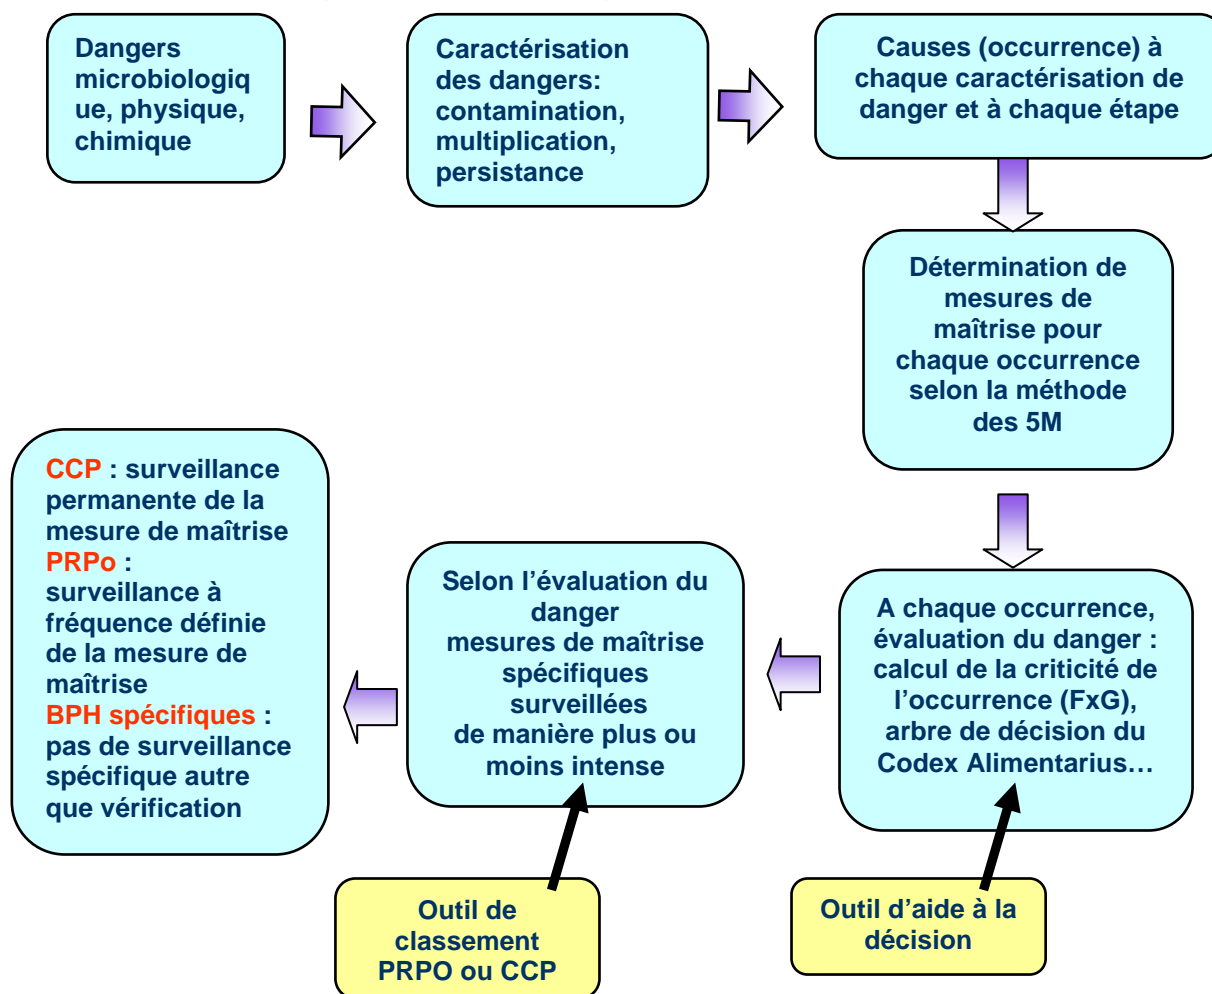 Dangers
microbiologiq
ue, physique,
chimique
Caractérisation
des dangers:
contamination,
multiplication,
persistance
Causes (occurrence) à
chaque caractérisation de
danger et à chaque étape
Détermination de
mesures de
maîtrise pour
chaque occurrence
selon la méthode
des 5M
A chaque occurrence,
évaluation du danger :
calcul de la criticité de
l’occurrence (FxG),
arbre de décision du
Codex Alimentarius…
Selon l’évaluation du
danger
mesures de maîtrise
spécifiques
surveillées
de manière plus ou
moins intense
CCP : surveillance
permanente de la
mesure de maîtrise
PRPo :
surveillance à
fréquence définie
de la mesure de
maîtrise
BPH spécifiques :
pas de surveillance
spécifique autre
que vérification
Outil de
classement
PRPO ou CCP
Outil d’aide à la
décision